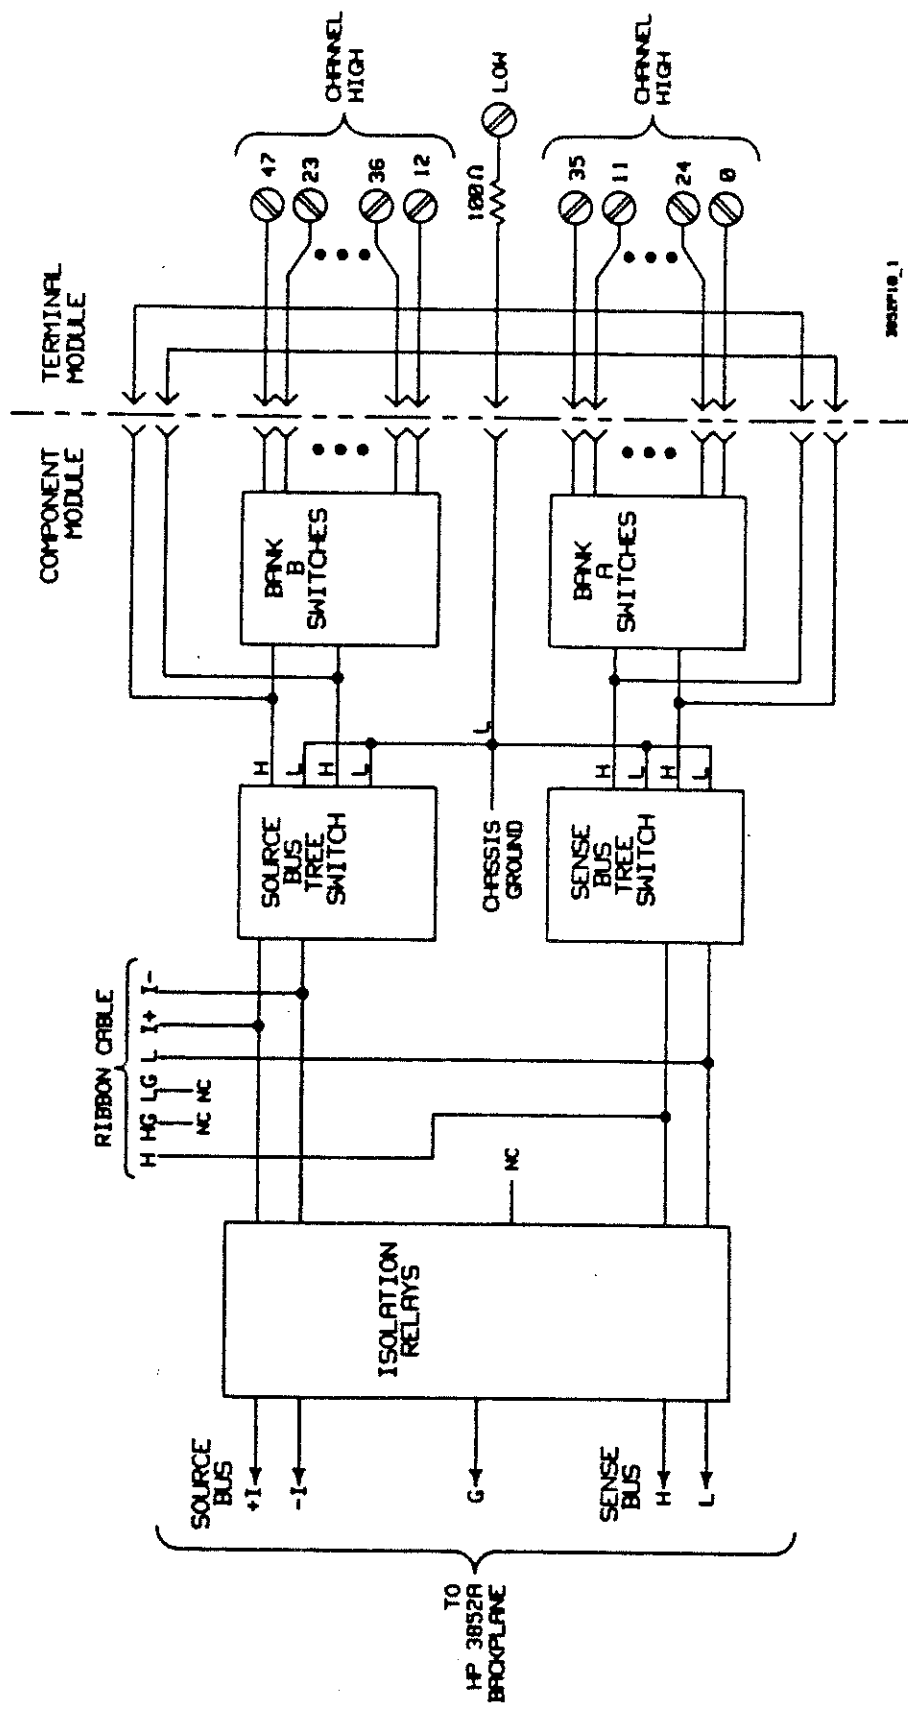 COMPONENT
MODULE
TERMINAL
MODULE
RIBBON CABLE
H HG LG L I+ I-
NC NC
SOURCE
BUS
+I
-I
G
SENSE
BUS
H
L
TO
HP 3852A
BACKPLANE
ISOLATION
RELAYS
NC
SOURCE
BUS
TREE
SWITCH
H
L
H
L
CHASSIS
GROUND
L
SENSE
BUS
TREE
SWITCH
H
L
H
L
BANK
B
SWITCHES
BANK
A
SWITCHES
47
23
36
12
CHANNEL
HIGH
100Ω
LOW
35
11
24
0
CHANNEL
HIGH